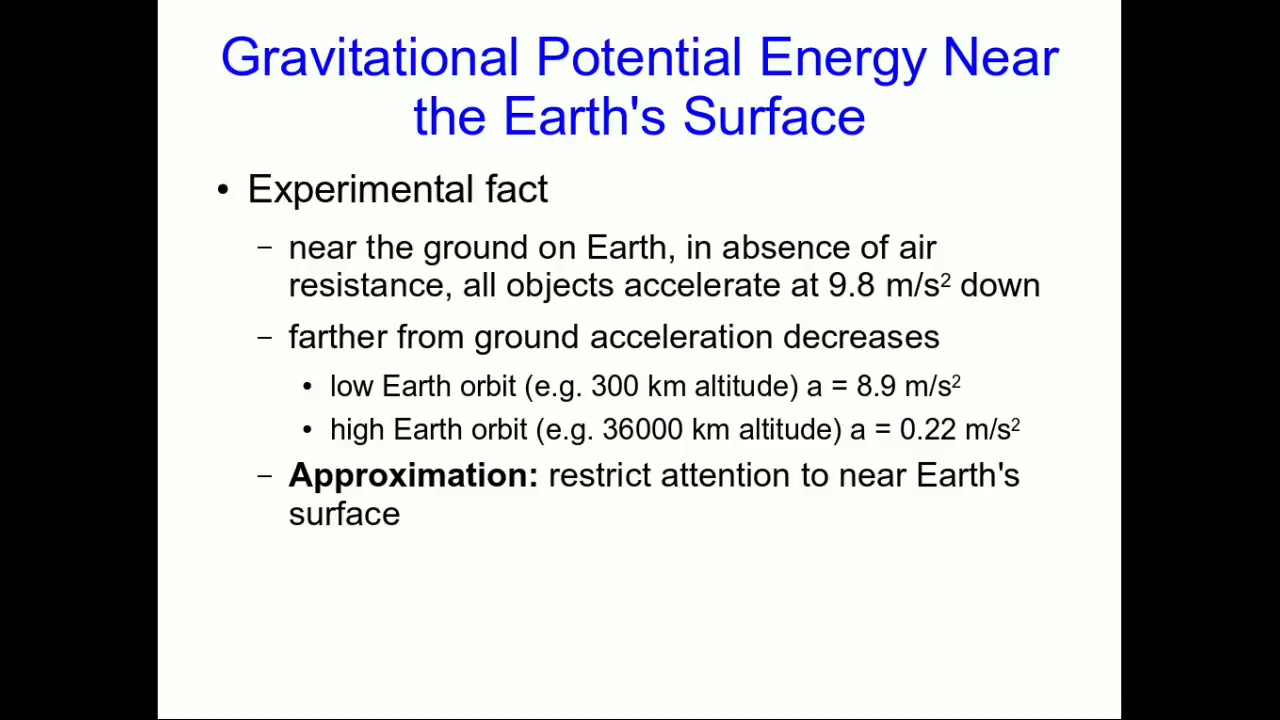 Gravitational Potential Energy Near
the Earth's Surface
• Experimental fact
– near the ground on Earth, in absence of air
resistance, all objects accelerate at 9.8 m/s² down
– farther from ground acceleration decreases
• low Earth orbit (e.g. 300 km altitude) a = 8.9 m/s²
• high Earth orbit (e.g. 36000 km altitude) a = 0.22 m/s²
– Approximation: restrict attention to near Earth's
surface